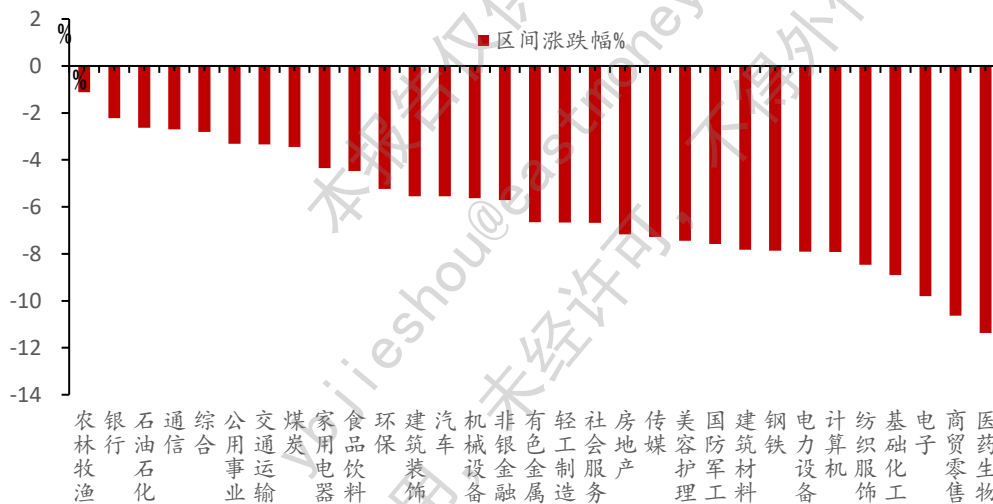 2
%
区间涨跌幅%
0
%
-2
-4
-6
-8
-10
-12
-14
农林牧渔
银行
石油石化
通信
综合
公用事业
交通运输
煤炭
家用电器
食品饮料
环保
建筑装饰
汽车
机械设备
非银金融
有色金属
轻工制造
社会服务
房地产
传媒
美容护理
国防军工
建筑材料
钢铁
电力设备
计算机
纺织服饰
基础化工
电子
商贸零售
医药生物
本报告仅供
ybjieshou@eastmoney
未经许可，不得外传